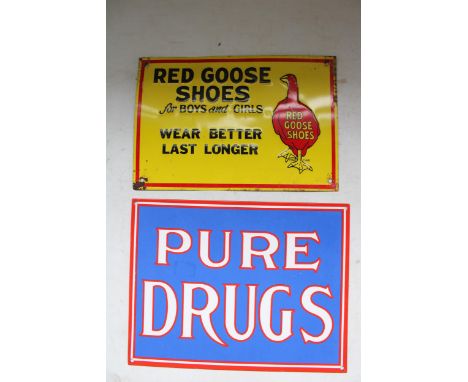 RED GOOSE
SHOES
for BOYS and GIRLS
WEAR BETTER
LAST LONGER
RED
GOOSE
SHOES
PURE
DRUGS